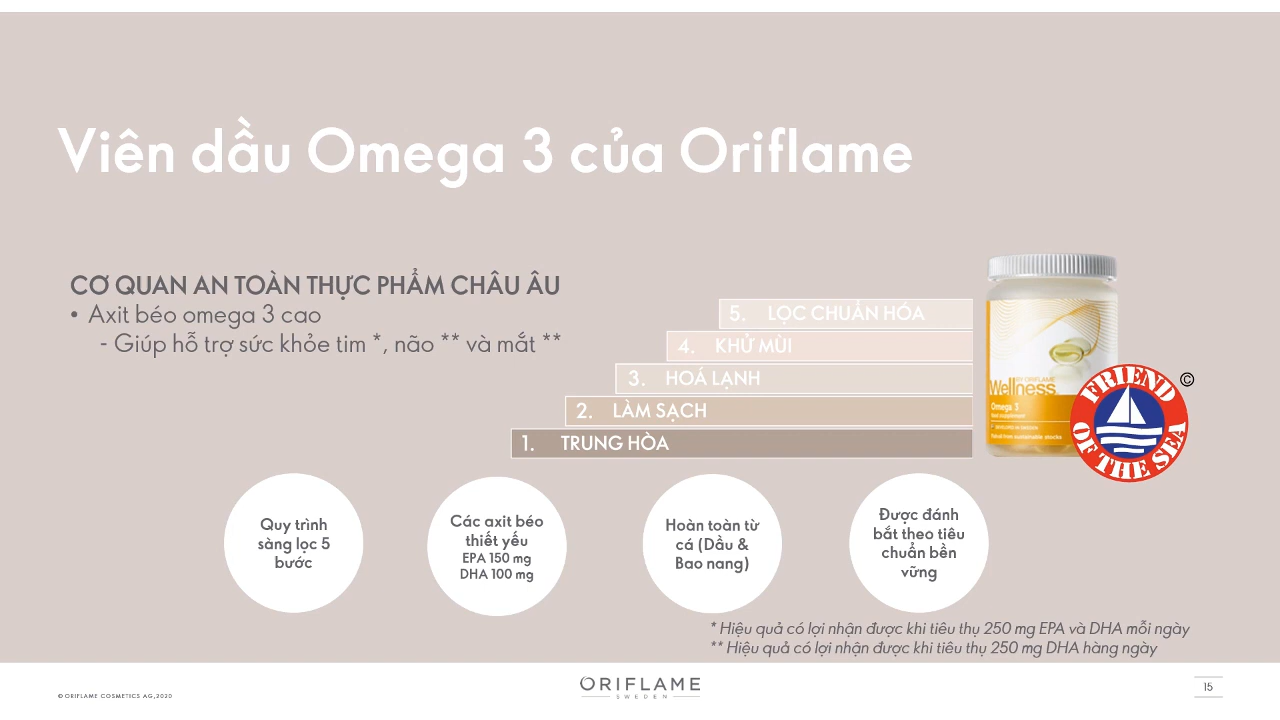 Viên dầu Omega 3 của Oriflame
CƠ QUAN AN TOÀN THỰC PHẨM CHÂU ÂU
• Axit béo omega 3 cao
- Giúp hỗ trợ sức khỏe tim *, não ** và mắt **
5. LỌC CHUẨN HÓA
4. KHỬ MÙI
3. HOÁ LẠNH
2. LÀM SẠCH
1. TRUNG HÒA
BY ORIFLAME
Wellness
Omega 3
food supplement
FRIEND
OF THE SEA
©
Quy trình
sàng lọc 5
bước
Các axit béo
thiết yếu
EPA 150 mg
DHA 100 mg
Hoàn toàn từ
cá (Dầu &
Bao nang)
Được đánh
bắt theo tiêu
chuẩn bền
vững
* Hiệu quả có lợi nhận được khi tiêu thụ 250 mg EPA và DHA mỗi ngày
** Hiệu quả có lợi nhận được khi tiêu thụ 250 mg DHA hàng ngày
© ORIFLAME COSMETICS AG,2020
ORIFLAME
SWEDEN
15